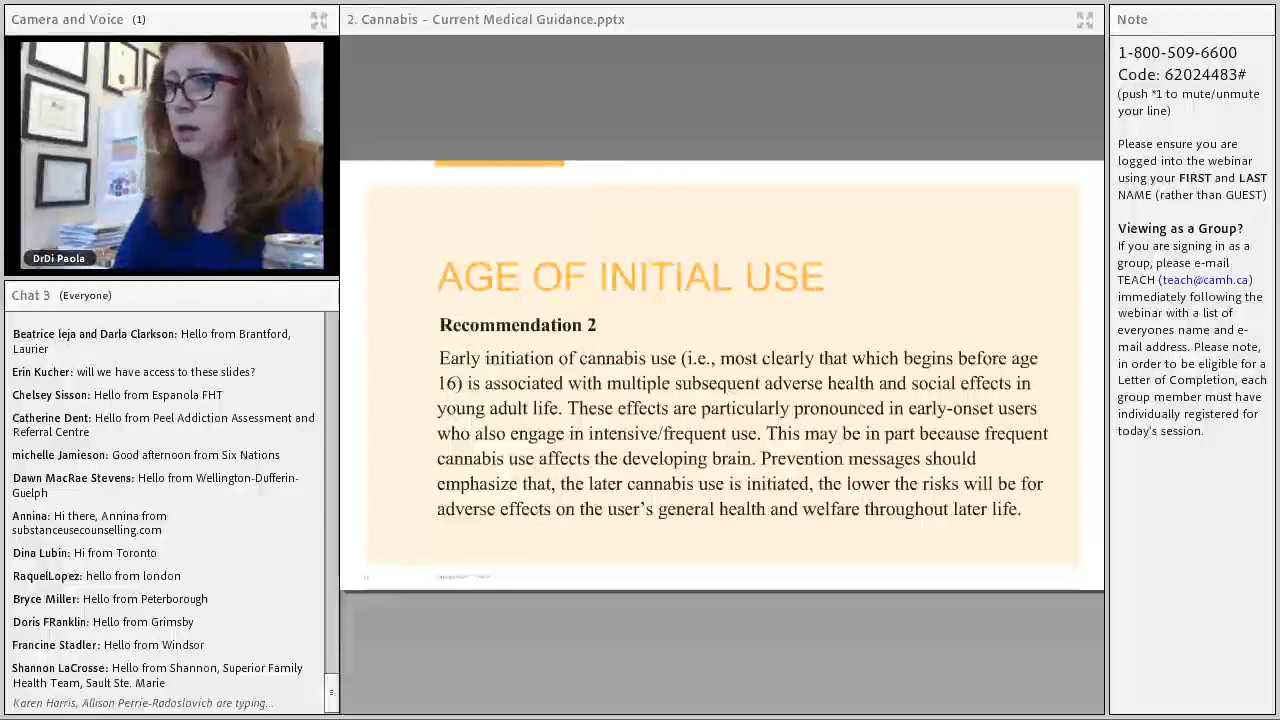 Camera and Voice (1)
DrDi Paola
Chat 3 (Everyone)
Beatrice leja and Darla Clarkson: Hello from Brantford,
Laurier
Erin Kucher: will we have access to these slides?
Chelsey Sisson: Hello from Espanola FHT
Catherine Dent: Hello from Peel Addiction Assessment and
Referral Centre
michelle Jamieson: Good afternoon from Six Nations
Dawn MacRae Stevens: Hello from Wellington-Dufferin-
Guelph
Annina: Hi there, Annina from
substanceusecounselling.com
Dina Lubin: Hi from Toronto
RaquelLopez: hello from london
Bryce Miller: Hello from Peterborough
Doris FRanklin: Hello from Grimsby
Francine Stadler: Hello from Windsor
Shannon LaCrosse: Hello from Shannon, Superior Family
Health Team, Sault Ste. Marie
Karen Harris, Allison Perrie-Radoslovich are typing...
2. Cannabis - Current Medical Guidance.pptx
AGE OF INITIAL USE
Recommendation 2
Early initiation of cannabis use (i.e., most clearly that which begins before age
16) is associated with multiple subsequent adverse health and social effects in
young adult life. These effects are particularly pronounced in early-onset users
who also engage in intensive/frequent use. This may be in part because frequent
cannabis use affects the developing brain. Prevention messages should
emphasize that, the later cannabis use is initiated, the lower the risks will be for
adverse effects on the user's general health and welfare throughout later life.
Note
1-800-509-6600
Code: 62024483#
(push *1 to mute/unmute
your line)
Please ensure you are
logged into the webinar
using your FIRST and LAST
NAME (rather than GUEST)
Viewing as a Group?
If you are signing in as a
group, please e-mail
TEACH (teach@camh.ca)
immediately following the
webinar with a list of
everyones name and e-
mail address. Please note,
in order to be eligible for a
Letter of Completion, each
group member must have
individually registered for
today's session.